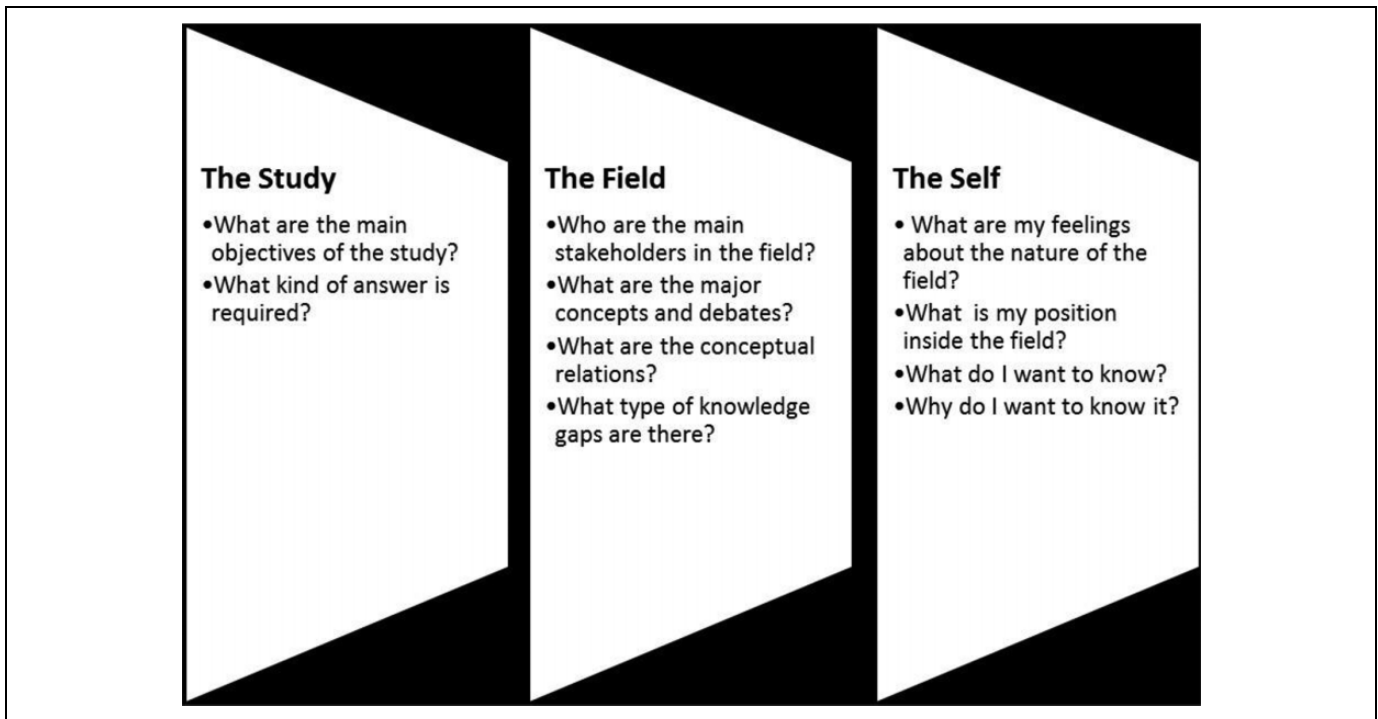 The Study
•What are the main
objectives of the study?
•What kind of answer is
required?
The Field
•Who are the main
stakeholders in the field?
•What are the major
concepts and debates?
•What are the conceptual
relations?
•What type of knowledge
gaps are there?
The Self
• What are my feelings
about the nature of the
field?
•What is my position
inside the field?
•What do I want to know?
•Why do I want to know it?